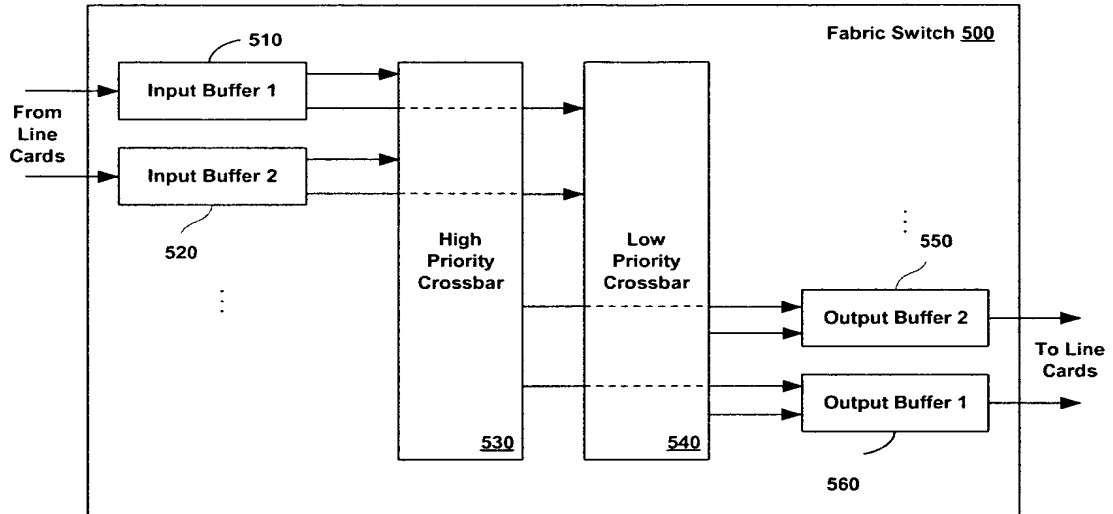 Fabric Switch 500
510
Input Buffer 1
From
Line
Cards
Input Buffer 2
520
High
Priority
Crossbar
Low
Priority
Crossbar
550
Output Buffer 2
To Line
Cards
Output Buffer 1
530
540
560